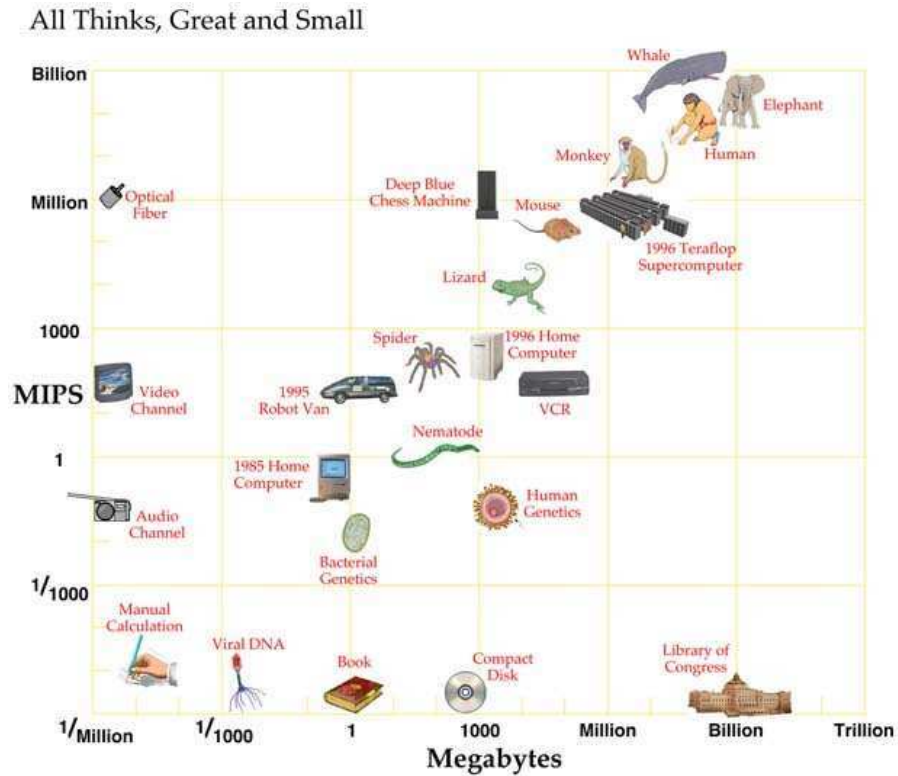 All Thinks, Great and Small
Whale
Billion
Elephant
Monkey
Human
Deep Blue
Chess Machine
Million
Optical
Fiber
Mouse
1996 Teraflop
Supercomputer
Lizard
1000
Spider
1996 Home
Computer
MIPS
Video
Channel
1995
Robot Van
VCR
Nematode
1
1985 Home
Computer
Human
Genetics
Audio
Channel
Bacterial
Genetics
1/1000
Manual
Calculation
Viral DNA
Book
Compact
Disk
Library of
Congress
1/Million
1/1000
1
1000
Million
Billion
Trillion
Megabytes